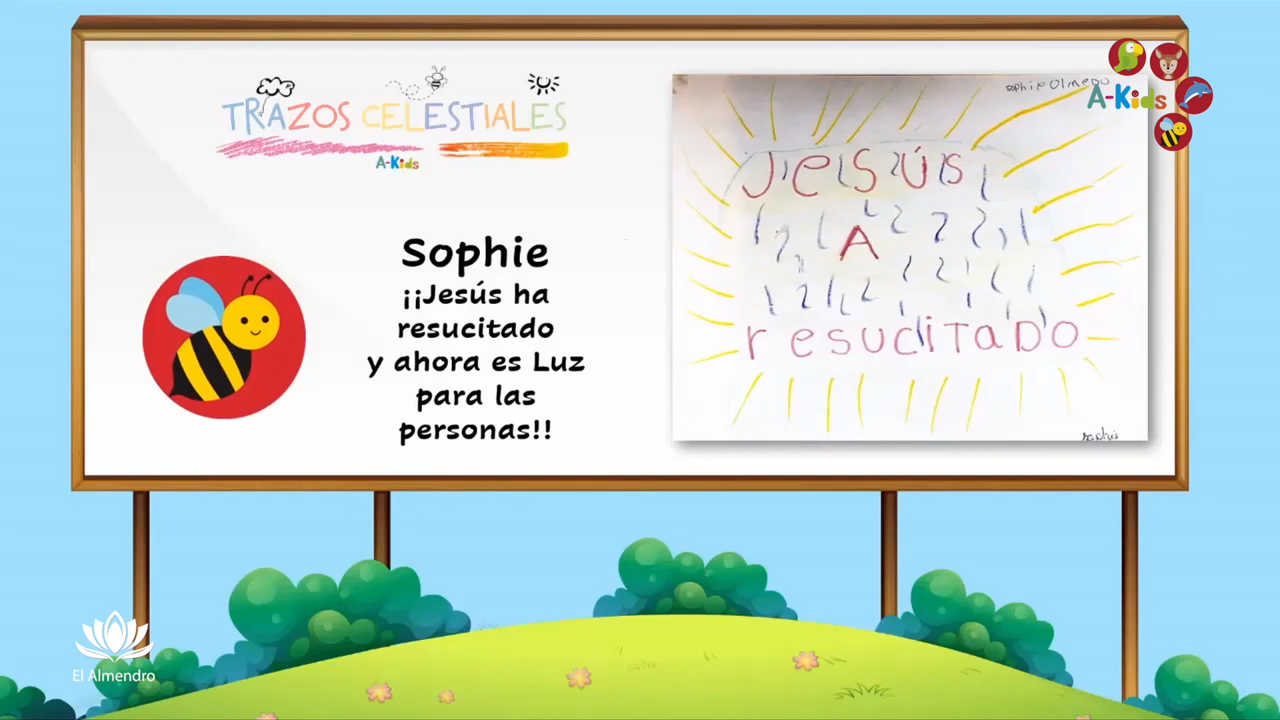 TRAZOS CELESTIALES
A-Kids
Sophie
¡¡Jesús ha
resucitado
y ahora es Luz
para las
personas!!
sophie Olmedo
A-Kids
Jesús
A
resucitado
sophie
El Almendro